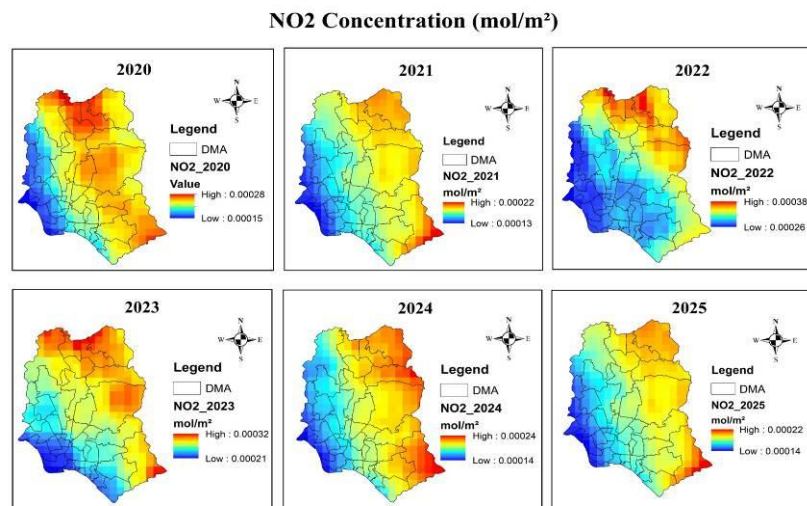 NO2 Concentration (mol/m²)
2020
N
W E
S
Legend
DMA
NO2_2020
Value
High : 0.00028
Low : 0.00015
2021
N
W E
S
Legend
DMA
NO2_2021
mol/m²
High : 0.00022
Low : 0.00013
2022
N
W E
S
Legend
DMA
NO2_2022
mol/m²
High : 0.00038
Low : 0.00026
2023
N
W E
S
Legend
DMA
NO2_2023
mol/m²
High : 0.00032
Low : 0.00021
2024
N
W E
S
Legend
DMA
NO2_2024
mol/m²
High : 0.00024
Low : 0.00014
2025
N
W E
S
Legend
DMA
NO2_2025
mol/m²
High : 0.00022
Low : 0.00014